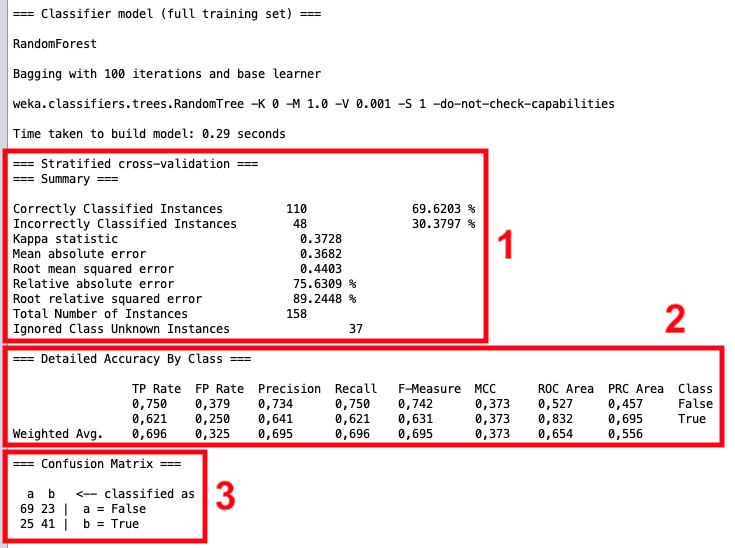 === Classifier model (full training set) ===
RandomForest
Bagging with 100 iterations and base learner
weka.classifiers.trees.RandomTree -K 0 -M 1.0 -V 0.001 -S 1 -do-not-check-capabilities
Time taken to build model: 0.29 seconds
=== Stratified cross-validation ===
=== Summary ===
Correctly Classified Instances 110 69.6203 %
Incorrectly Classified Instances 48 30.3797 %
Kappa statistic 0.3728
Mean absolute error 0.3682
Root mean squared error 0.4403
Relative absolute error 75.6309 %
Root relative squared error 89.2448 %
Total Number of Instances 158
Ignored Class Unknown Instances 37
1
2
=== Detailed Accuracy By Class ===
TP Rate FP Rate Precision Recall F-Measure MCC ROC Area PRC Area Class
0,750 0,379 0,734 0,750 0,742 0,373 0,527 0,457 False
0,621 0,250 0,641 0,621 0,631 0,373 0,832 0,695 True
Weighted Avg. 0,696 0,325 0,695 0,696 0,695 0,373 0,654 0,556
=== Confusion Matrix ===
a b <-- classified as
69 23 | a = False
25 41 | b = True
3